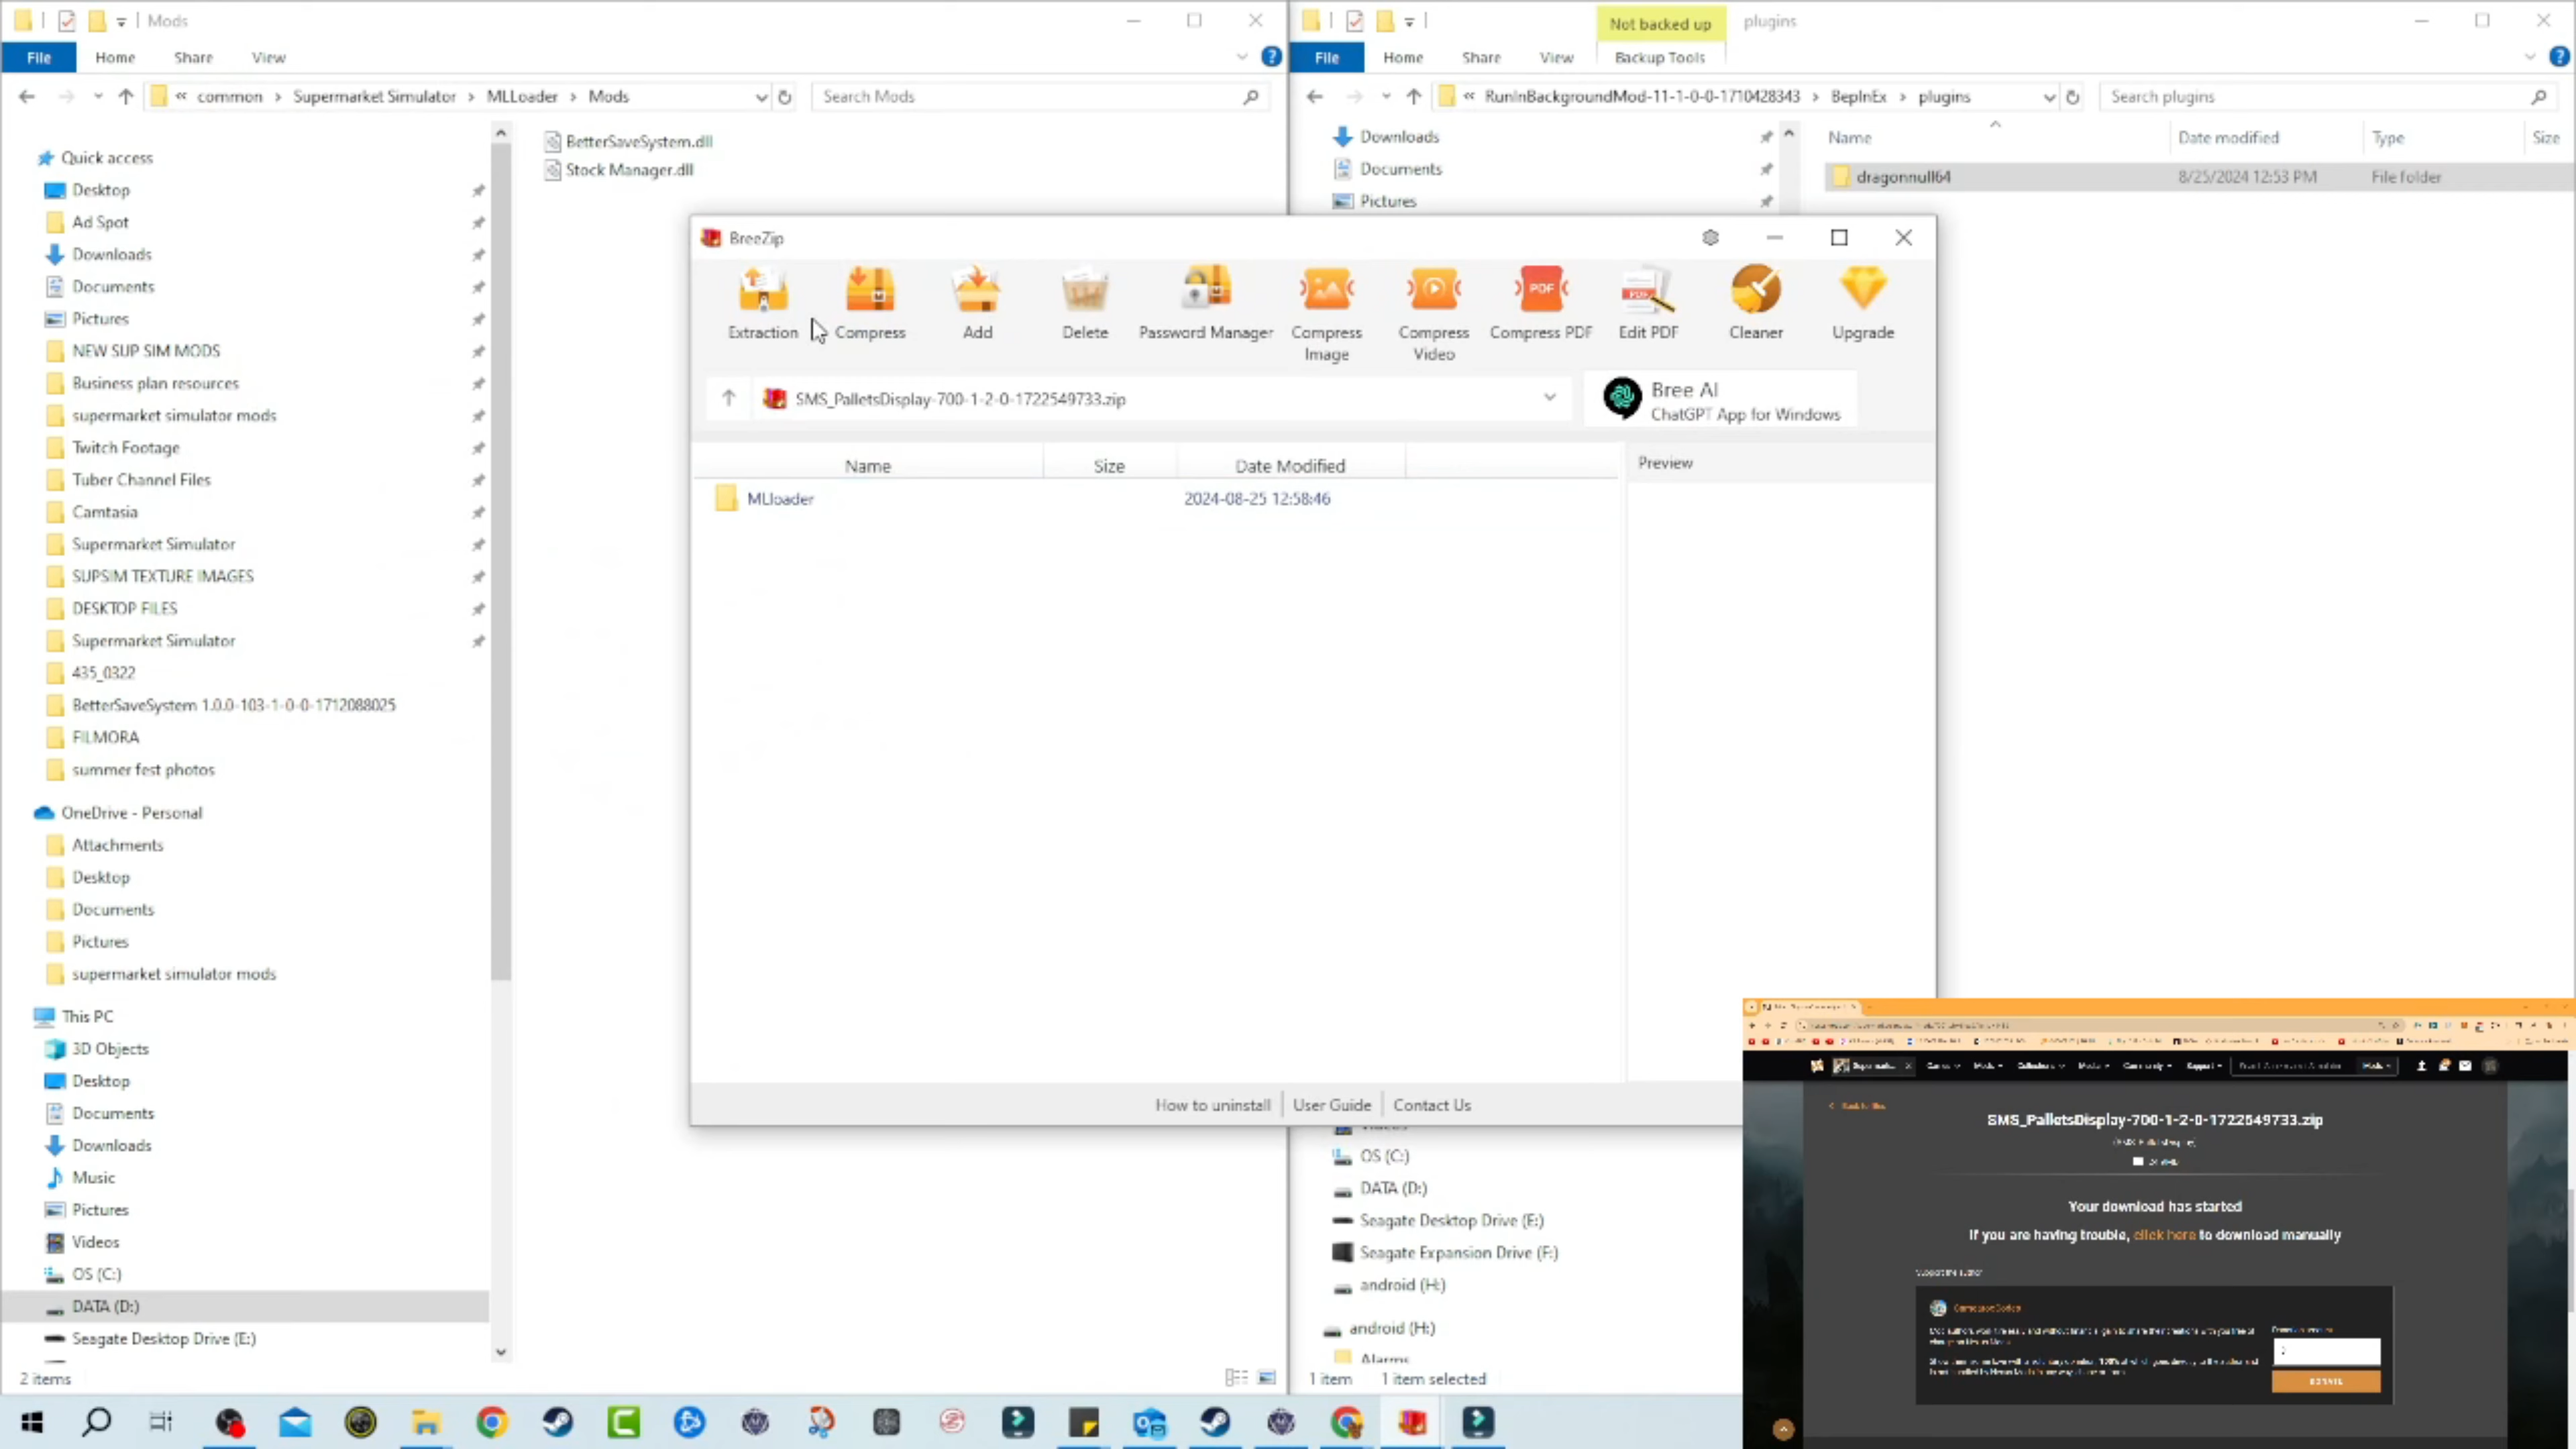 Mods
File
Home
Share
View
« common › Supermarket Simulator › MLLoader › Mods
Search Mods
Quick access
Desktop
Ad Spot
Downloads
Documents
Pictures
NEW SUP SIM MODS
Business plan resources
supermarket simulator mods
Twitch Footage
Tuber Channel Files
Camtasia
Supermarket Simulator
SUPSIM TEXTURE IMAGES
DESKTOP FILES
Supermarket Simulator
435_0322
BetterSaveSystem 1.0.0-103-1-0-0-1712088025
FILMORA
summer fest photos
OneDrive - Personal
Attachments
Desktop
Documents
Pictures
supermarket simulator mods
This PC
3D Objects
Desktop
Documents
Downloads
Music
Pictures
Videos
OS (C:)
DATA (D:)
Seagate Desktop Drive (E:)
2 items
BetterSaveSystem.dll
Stock Manager.dll
Not backed up
plugins
File
Home
Share
View
Backup Tools
« RunInBackgroundMod-11-1-0-0-1710428343 › BepInEx › plugins
Search plugins
Downloads
Documents
Pictures
Name
Date modified
Type
Size
dragonnull64
8/25/2024 12:53 PM
File folder
BreeZip
Extraction
Compress
Add
Delete
Password Manager
Compress Image
Compress Video
Compress PDF
Edit PDF
Cleaner
Upgrade
SMS_PalletsDisplay-700-1-2-0-1722549733.zip
Bree AI
ChatGPT App for Windows
Name
Size
Date Modified
Preview
MLloader
2024-08-25 12:58:46
How to uninstall
User Guide
Contact Us
OS (C:)
DATA (D:)
Seagate Desktop Drive (E:)
Seagate Expansion Drive (F:)
android (H:)
android (H:)
Alarms
1 item
1 item selected
SMS_PalletsDisplay-700-1-2-0-1722549733.zip
Your download has started
If you are having trouble, click here to download manually
Support the author
DONATE